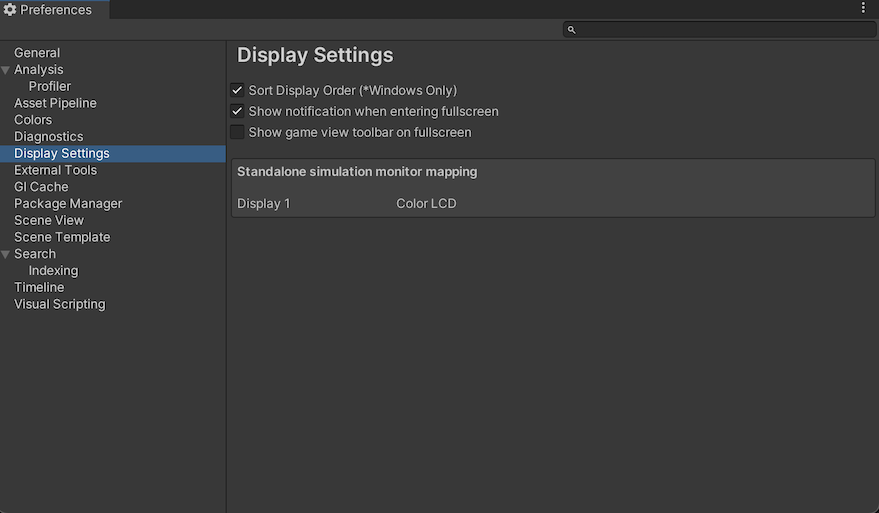 Preferences
General
Analysis
Profiler
Asset Pipeline
Colors
Diagnostics
Display Settings
External Tools
GI Cache
Package Manager
Scene View
Scene Template
Search
Indexing
Timeline
Visual Scripting
Display Settings
Sort Display Order (*Windows Only)
Show notification when entering fullscreen
Show game view toolbar on fullscreen
Standalone simulation monitor mapping
Display 1 Color LCD